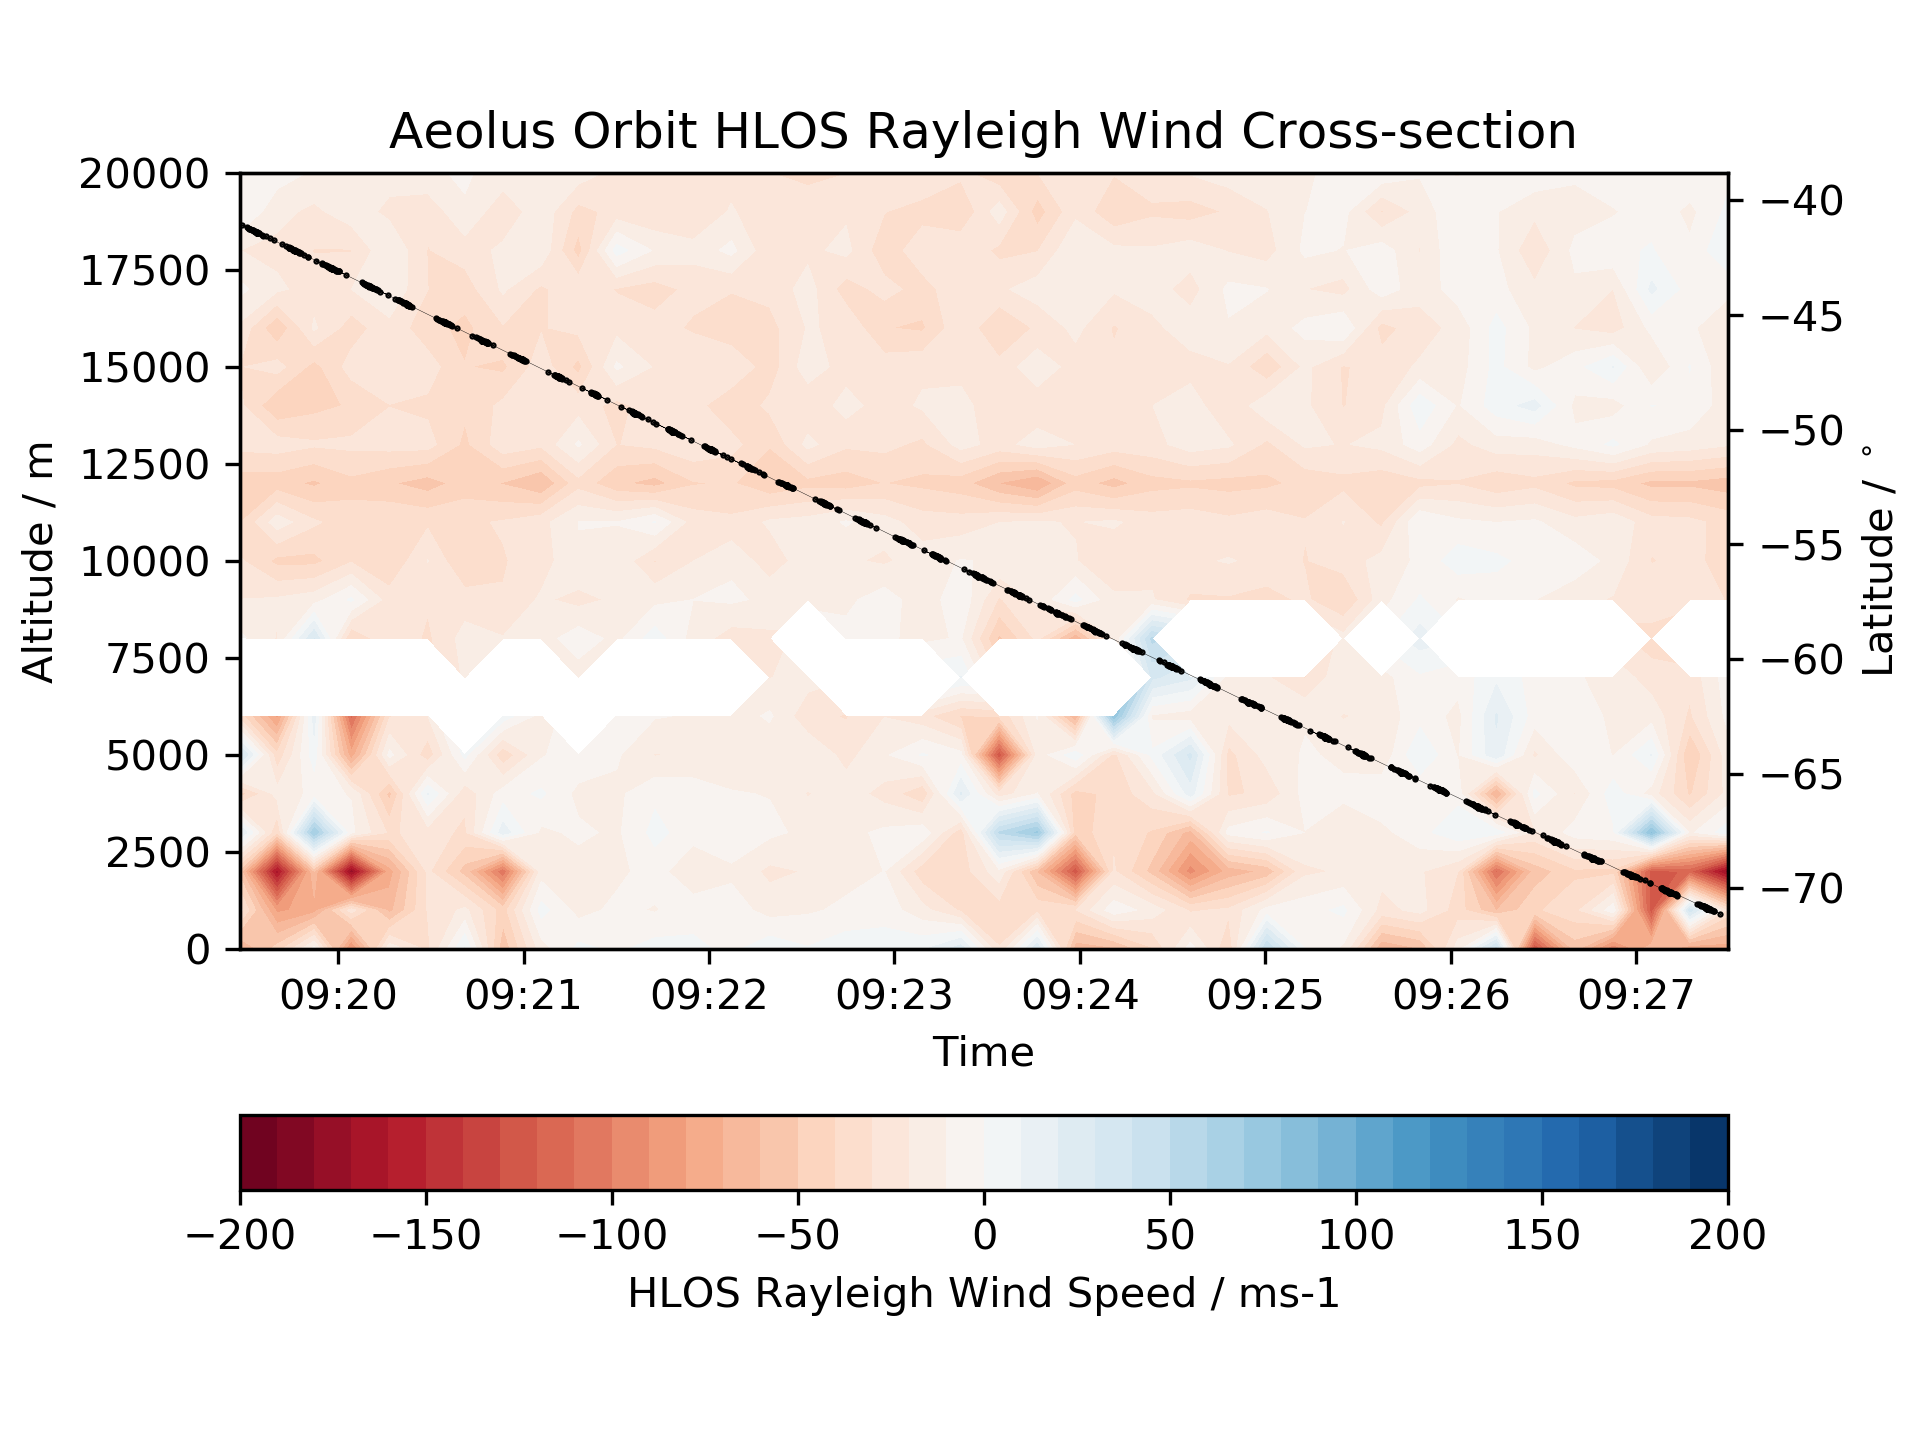 Aeolus Orbit HLOS Rayleigh Wind Cross-section
20000
17500
15000
12500
10000
7500
5000
2500
0
Altitude / m
−40
−45
−50
−55
−60
−65
−70
Latitude / °
09:20 09:21 09:22 09:23 09:24 09:25 09:26 09:27
Time
−200 −150 −100 −50 0 50 100 150 200
HLOS Rayleigh Wind Speed / ms-1